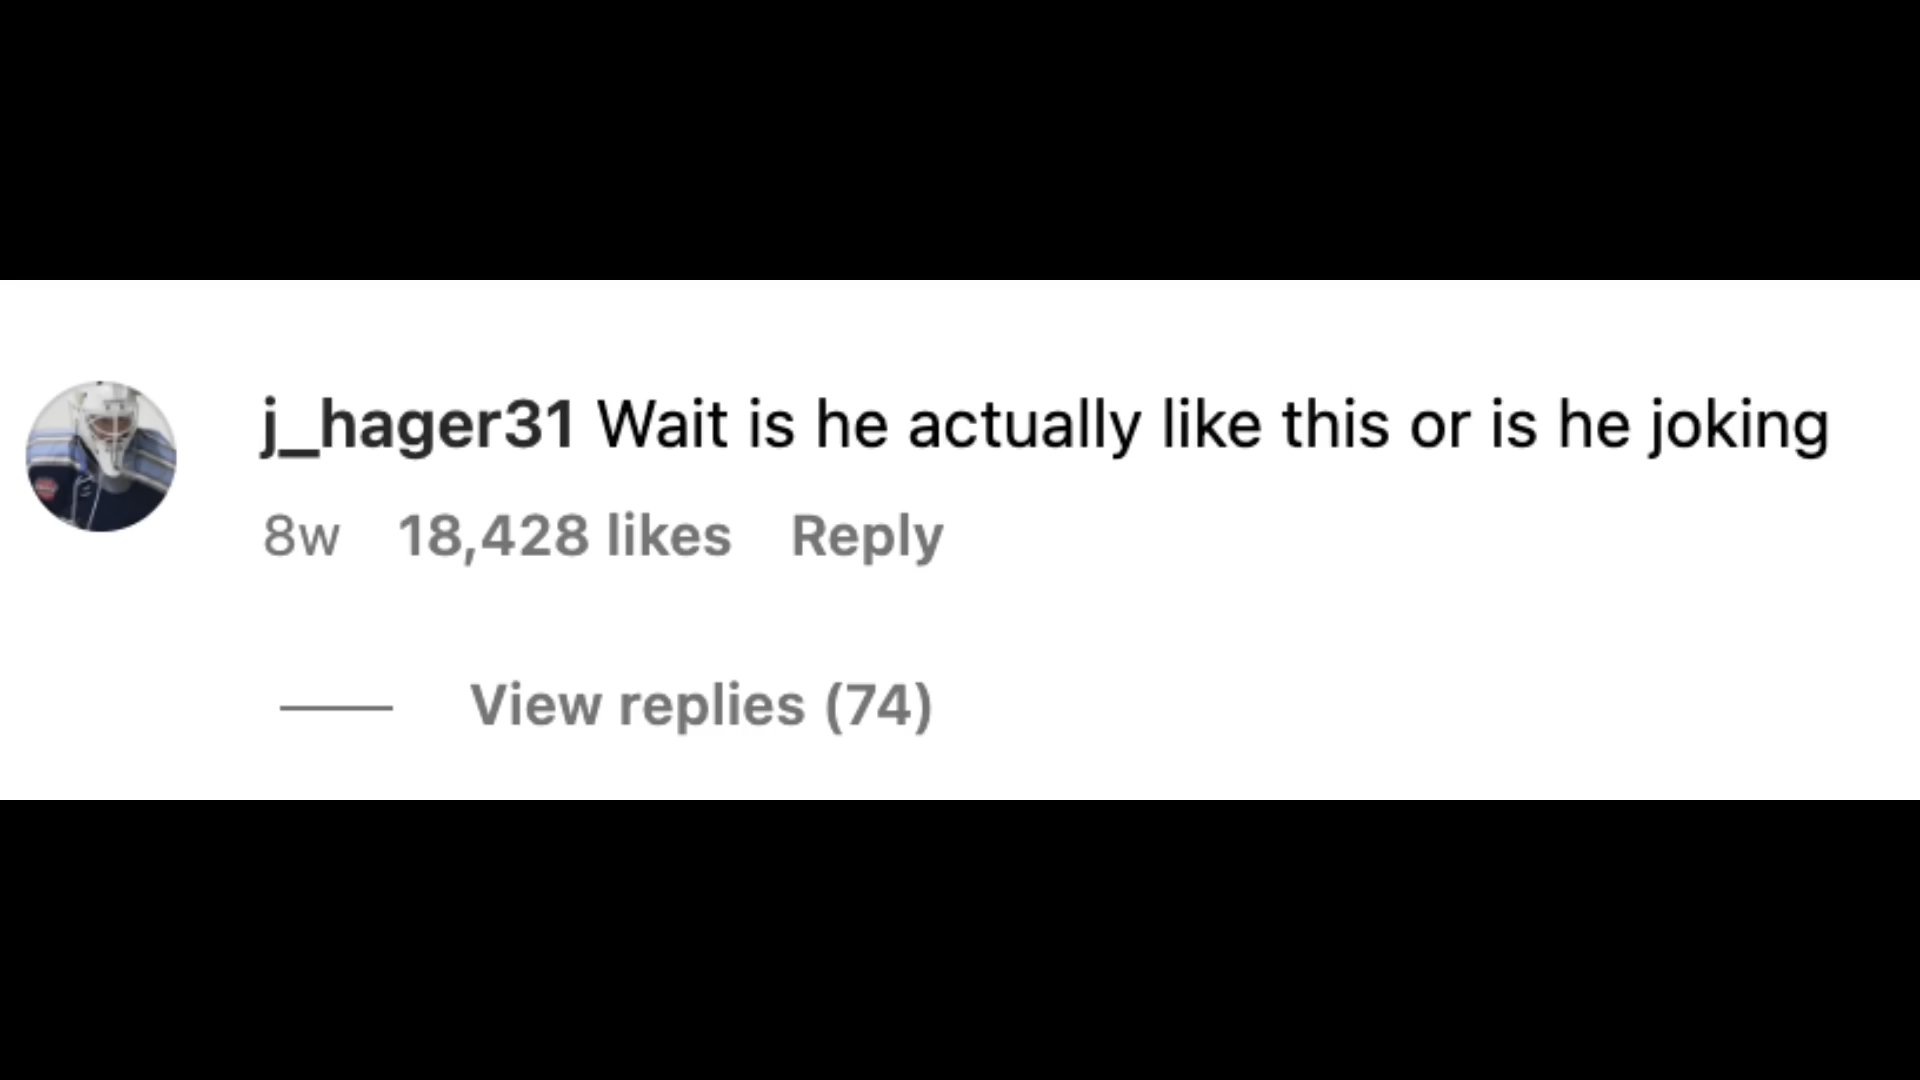 j_hager31 Wait is he actually like this or is he joking
8w 18,428 likes Reply
View replies (74)